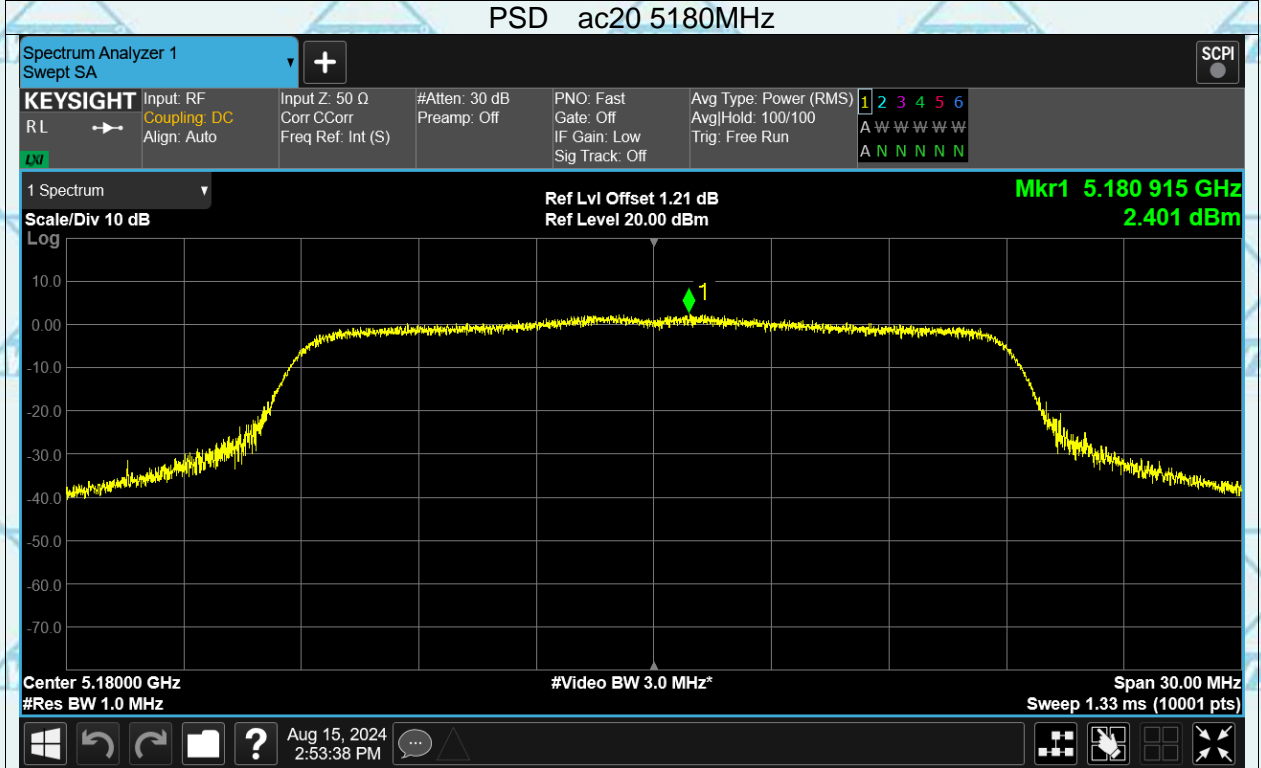 PSD ac20 5180MHz
Spectrum Analyzer 1
Swept SA
+
SCPI
KEYSIGHT
R L
LXI
Input: RF
Coupling: DC
Align: Auto
Input Z: 50 Ω
Corr CCorr
Freq Ref: Int (S)
#Atten: 30 dB
Preamp: Off
PNO: Fast
Gate: Off
IF Gain: Low
Sig Track: Off
Avg Type: Power (RMS)
Avg|Hold: 100/100
Trig: Free Run
1 2 3 4 5 6
A W W W W W
A N N N N N
1 Spectrum
Scale/Div 10 dB
Log
Ref Lvl Offset 1.21 dB
Ref Level 20.00 dBm
Mkr1 5.180 915 GHz
2.401 dBm
1
10.0
0.00
-10.0
-20.0
-30.0
-40.0
-50.0
-60.0
-70.0
Center 5.18000 GHz
#Res BW 1.0 MHz
#Video BW 3.0 MHz*
Span 30.00 MHz
Sweep 1.33 ms (10001 pts)
?
Aug 15, 2024
2:53:38 PM